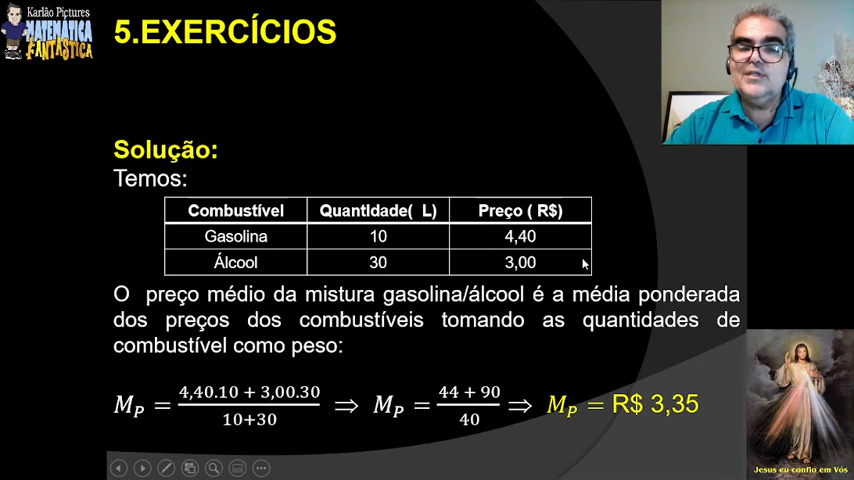 Karlão Pictures
MATEMÁTICA
FANTÁSTICA
5.EXERCÍCIOS
Solução:
Temos:
Combustível Quantidade( L) Preço ( R$)
Gasolina 10 4,40
Álcool 30 3,00
O preço médio da mistura gasolina/álcool é a média ponderada
dos preços dos combustíveis tomando as quantidades de
combustível como peso:
M_P = \frac{4,40.10 + 3,00.30}{10+30} ⇒ M_P = \frac{44 + 90}{40} ⇒ M_P = R$ 3,35
Jesus eu confio em Vós